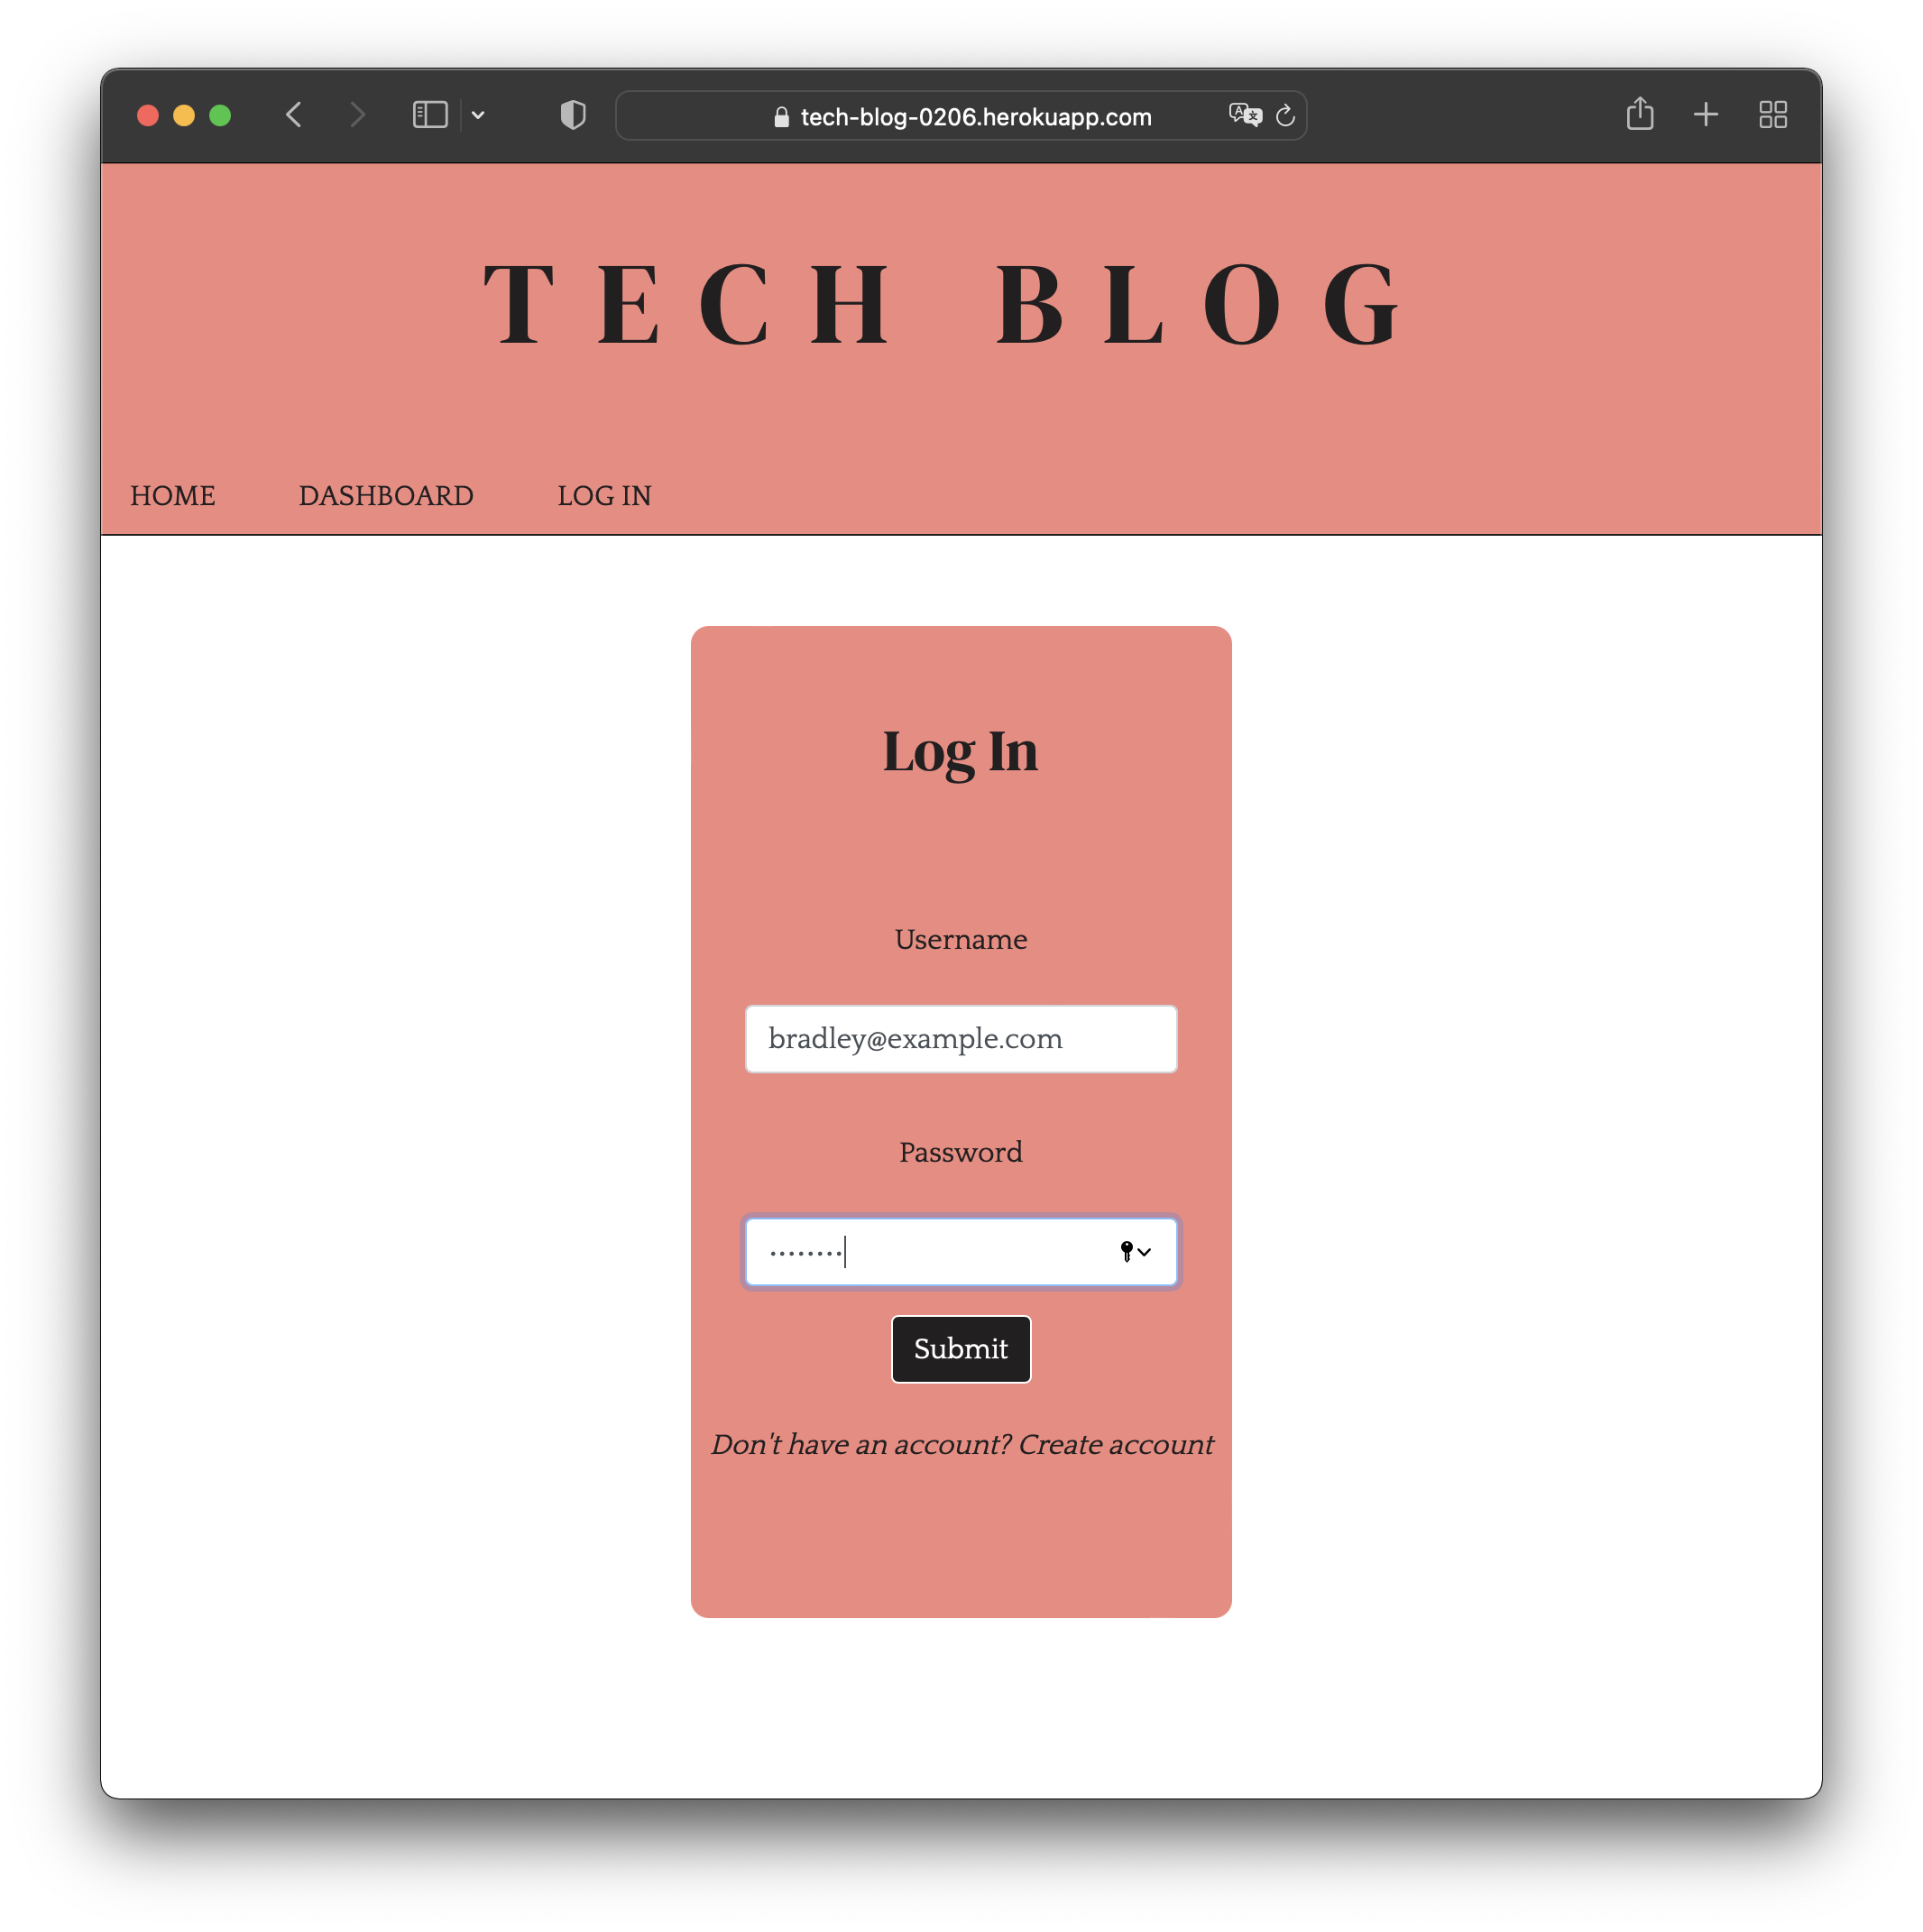 tech-blog-0206.herokuapp.com
TECH BLOG
HOME DASHBOARD LOG IN
Log In
Username
bradley@example.com
Password
••••••••
Submit
Don't have an account? Create account